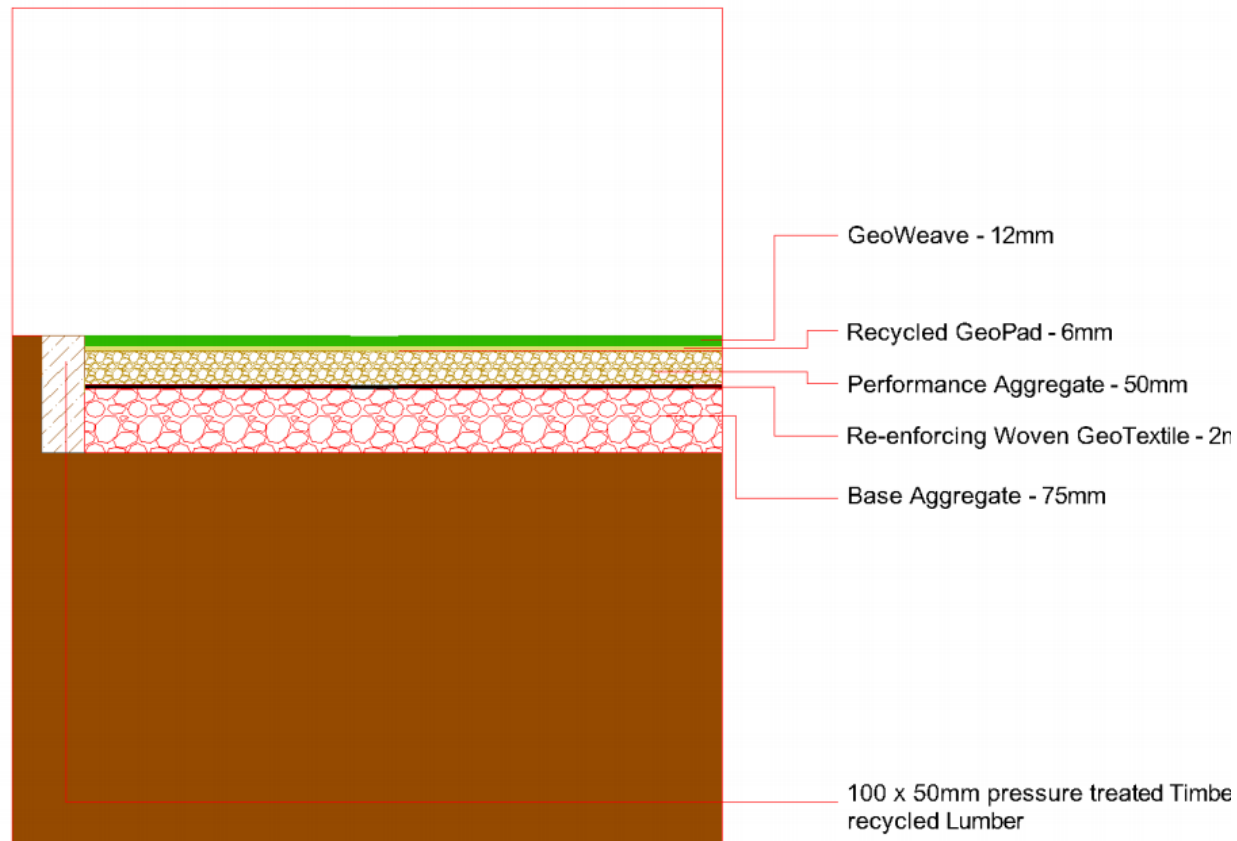 GeoWeave - 12mm
Recycled GeoPad - 6mm
Performance Aggregate - 50mm
Re-enforcing Woven GeoTextile -
Base Aggregate - 75mm
100 x 50mm pressure treated
recycled Lumber